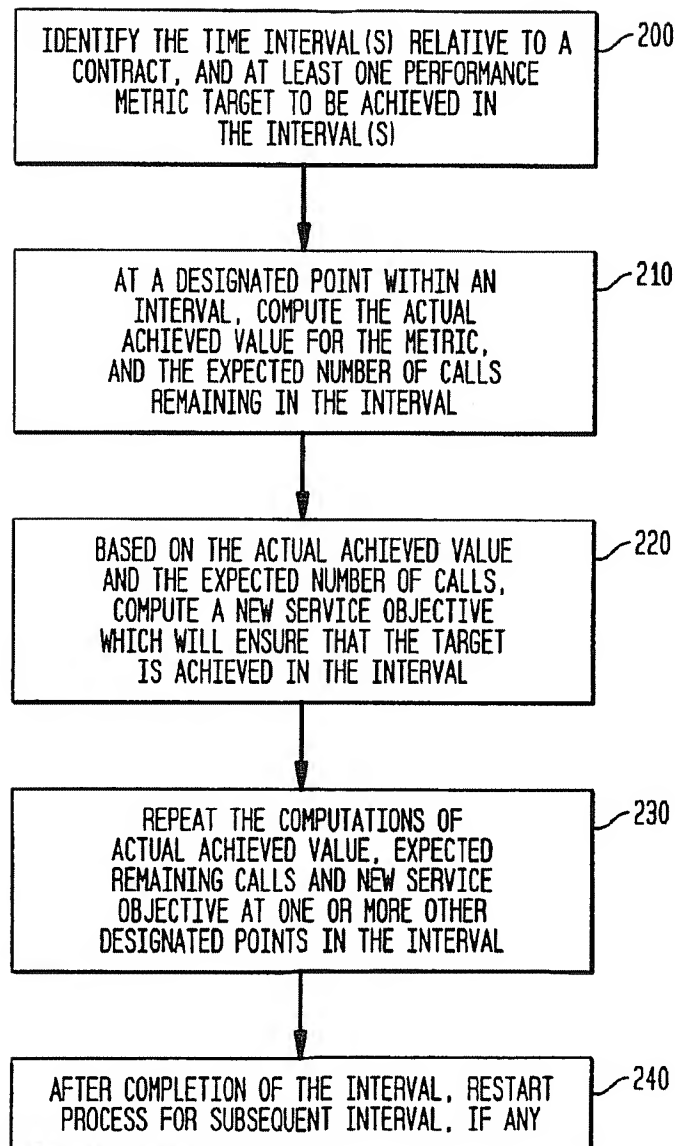 IDENTIFY THE TIME INTERVAL(S) RELATIVE TO A
CONTRACT, AND AT LEAST ONE PERFORMANCE
METRIC TARGET TO BE ACHIEVED IN
THE INTERVAL(S)
200
AT A DESIGNATED POINT WITHIN AN
INTERVAL, COMPUTE THE ACTUAL
ACHIEVED VALUE FOR THE METRIC,
AND THE EXPECTED NUMBER OF CALLS
REMAINING IN THE INTERVAL
210
BASED ON THE ACTUAL ACHIEVED VALUE
AND THE EXPECTED NUMBER OF CALLS,
COMPUTE A NEW SERVICE OBJECTIVE
WHICH WILL ENSURE THAT THE TARGET
IS ACHIEVED IN THE INTERVAL
220
REPEAT THE COMPUTATIONS OF
ACTUAL ACHIEVED VALUE, EXPECTED
REMAINING CALLS AND NEW SERVICE
OBJECTIVE AT ONE OR MORE OTHER
DESIGNATED POINTS IN THE INTERVAL
230
AFTER COMPLETION OF THE INTERVAL, RESTART
PROCESS FOR SUBSEQUENT INTERVAL, IF ANY
240